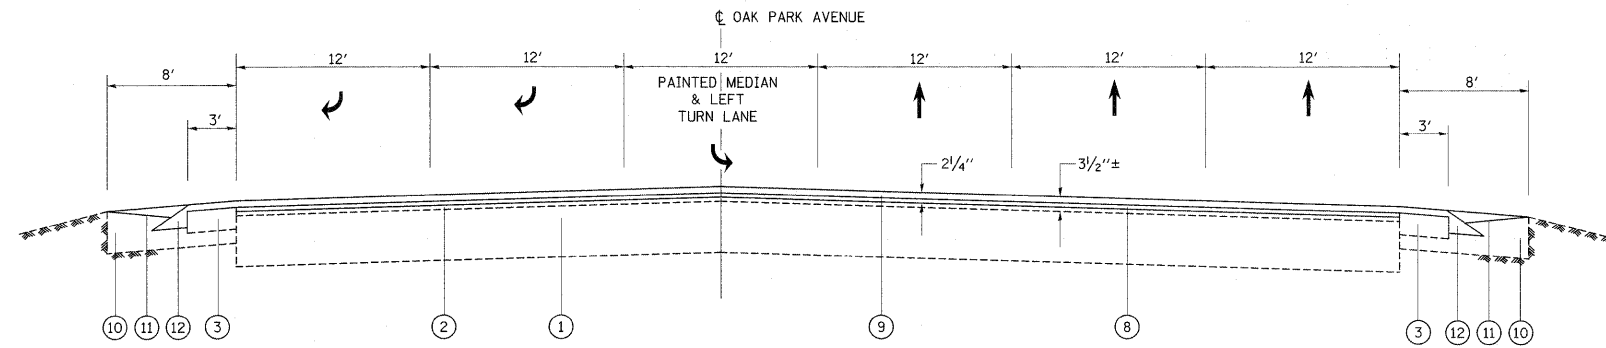 ℄ OAK PARK AVENUE
12' 12' 12' 12' 12' 12'
8' 8'
PAINTED MEDIAN
& LEFT
TURN LANE
3' 3'
2¼" 3½"±
10 11 12 3 2 1 9 8 3 12 11 10